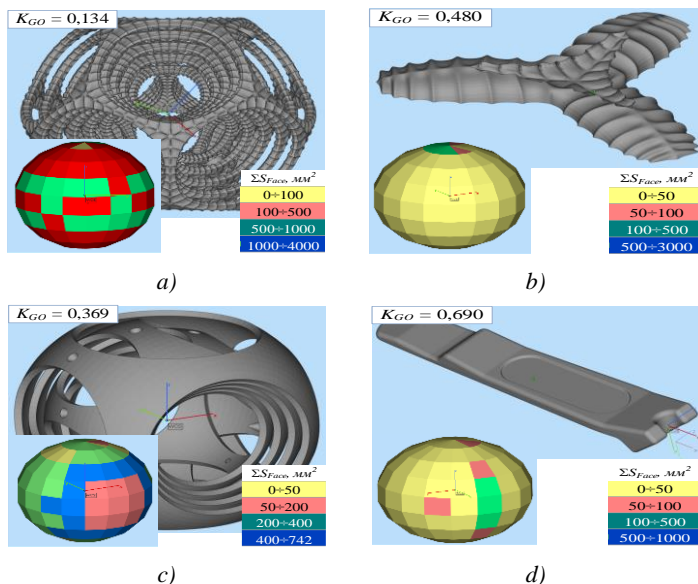 K_GO = 0,134
ΣS_Face, мм²
0÷100
100÷500
500÷1000
1000÷4000
a)
K_GO = 0,480
ΣS_Face, мм²
0÷50
50÷100
100÷500
500÷3000
b)
K_GO = 0,369
ΣS_Face, мм²
0÷50
50÷200
200÷400
400÷742
c)
K_GO = 0,690
ΣS_Face, мм²
0÷50
50÷100
100÷500
500÷1000
d)